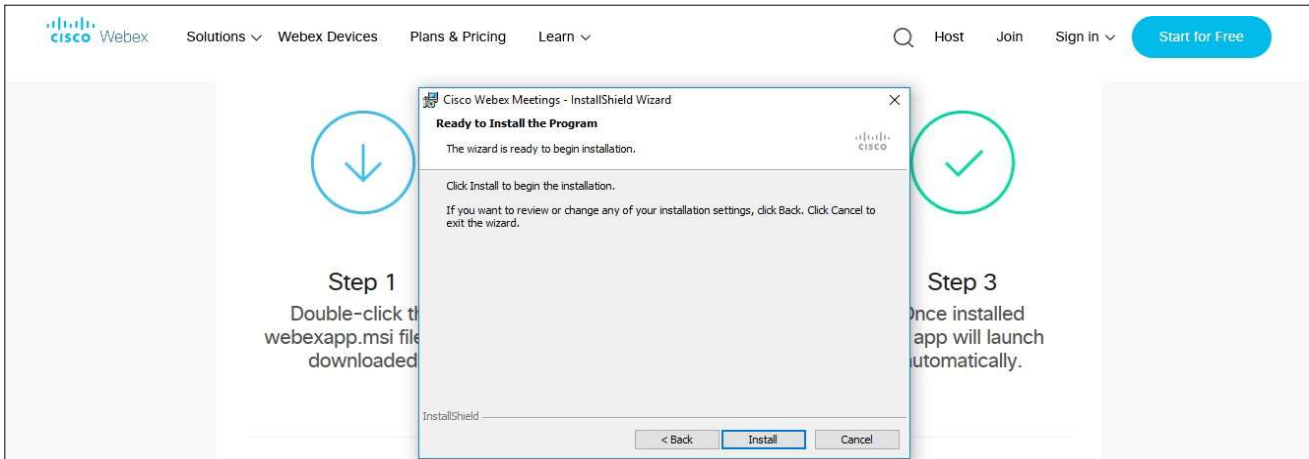 CISCO Webex Solutions Webex Devices Plans & Pricing Learn Host Join Sign in Start for Free
Cisco Webex Meetings - InstallShield Wizard
Ready to Install the Program
The wizard is ready to begin installation.
CISCO
Click Install to begin the installation.
If you want to review or change any of your installation settings, click Back. Click Cancel to
exit the wizard.
InstallShield
< Back Install Cancel
Step 1
Double-click
webexapp.msi
downloaded
Step 3
installed
app will launch